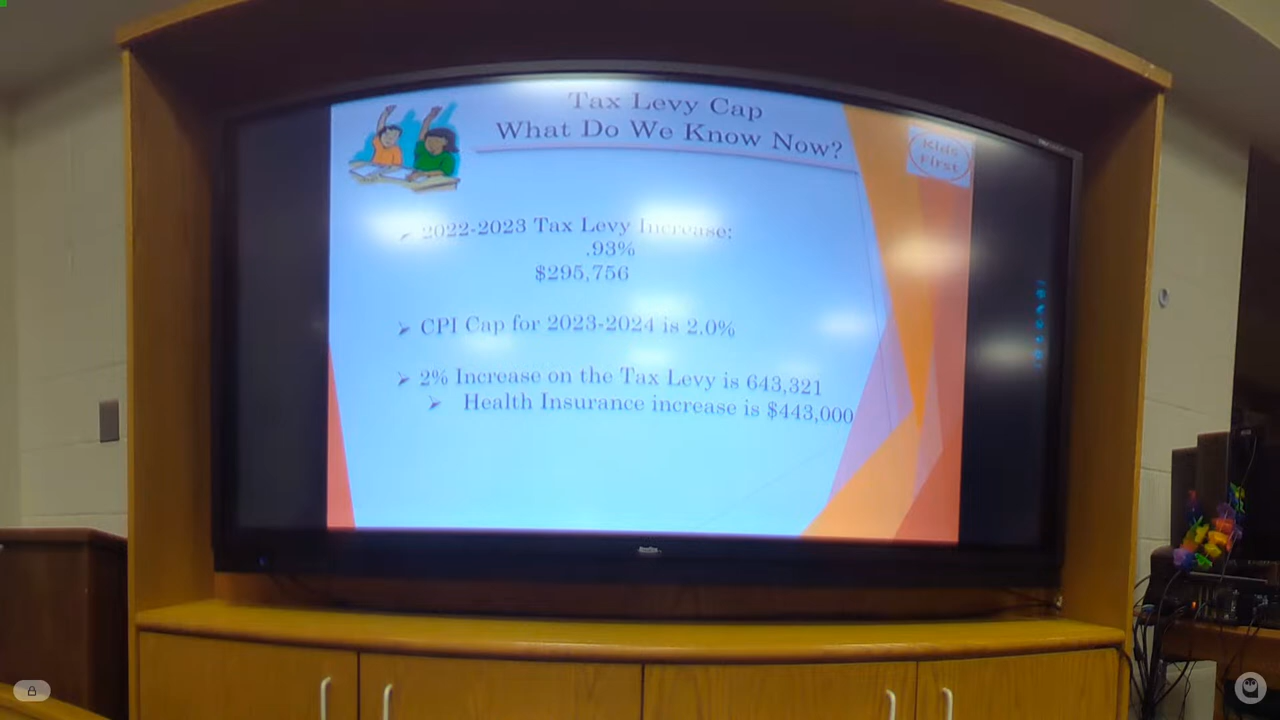 Tax Levy Cap
What Do We Know Now?
Kids
First
2022-2023 Tax Levy Increase:
.93%
$295,756
CPI Cap for 2023-2024 is 2.0%
2% Increase on the Tax Levy is 643,321
Health Insurance increase is $443,000